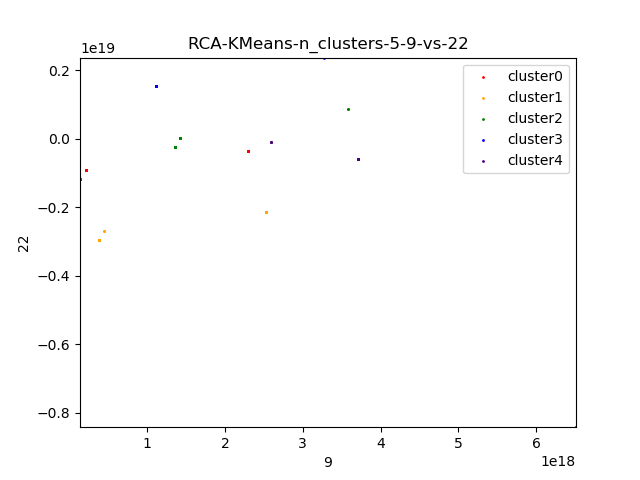 RCA-KMeans-n_clusters-5-9-vs-22
1e19
0.2
0.0
−0.2
−0.4
−0.6
−0.8
22
cluster0
cluster1
cluster2
cluster3
cluster4
1
2
3
4
5
6
9
1e18